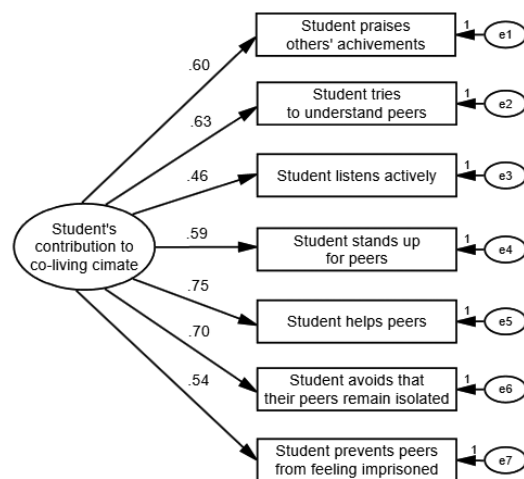 Student praises
others' achivements
1
e1
.60
Student tries
to understand peers
1
e2
.63
Student listens actively
1
e3
.46
Student's
contribution to
co-living cimate
.59
Student stands up
for peers
1
e4
.75
Student helps peers
1
e5
.70
Student avoids that
their peers remain isolated
1
e6
.54
Student prevents peers
from feeling imprisoned
1
e7